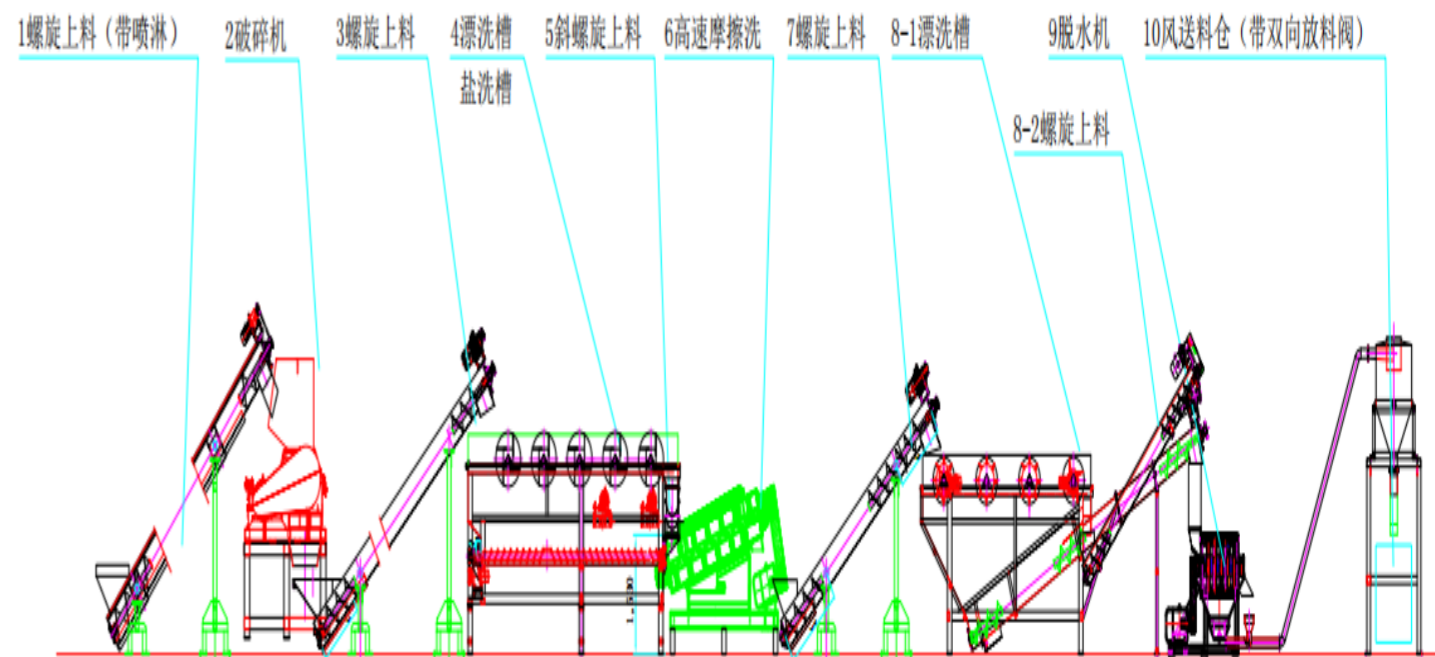 1螺旋上料（带喷淋）
2破碎机
3螺旋上料
4漂洗槽
盐洗槽
5斜螺旋上料
6高速摩擦洗
7螺旋上料
8-1漂洗槽
9脱水机
10风送料仓（带双向放料阀）
8-2螺旋上料